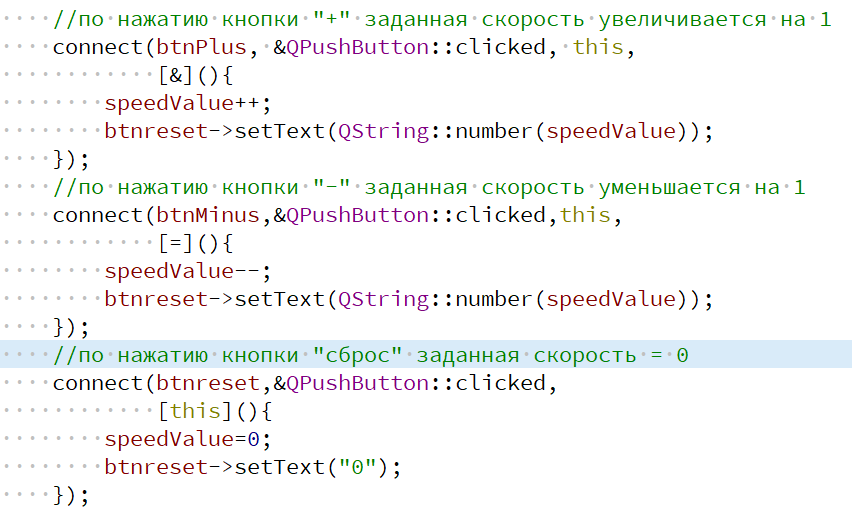 //по нажатию кнопки "+" заданная скорость увеличивается на 1
connect(btnPlus, &QPushButton::clicked, this,
[&](){
speedValue++;
btnreset->setText(QString::number(speedValue));
});
//по нажатию кнопки "-" заданная скорость уменьшается на 1
connect(btnMinus,&QPushButton::clicked,this,
[=](){
speedValue--;
btnreset->setText(QString::number(speedValue));
});
//по нажатию кнопки "сброс" заданная скорость = 0
connect(btnreset,&QPushButton::clicked,
[this](){
speedValue=0;
btnreset->setText("0");
});